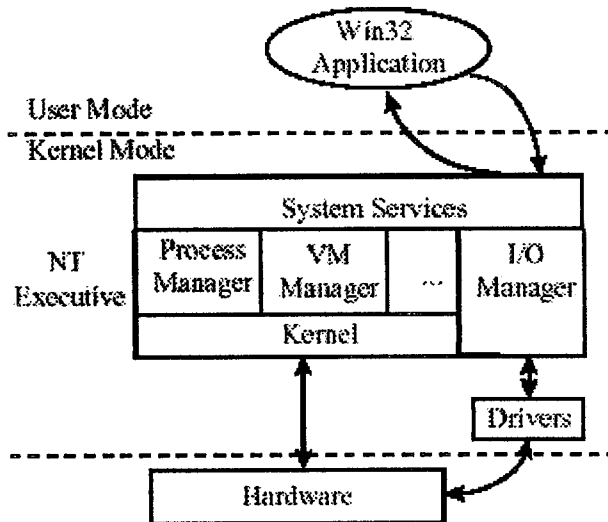 Win32
Application
User Mode
Kernel Mode
System Services
NT
Executive
Process
Manager
VM
Manager
...
I/O
Manager
Kernel
Drivers
Hardware